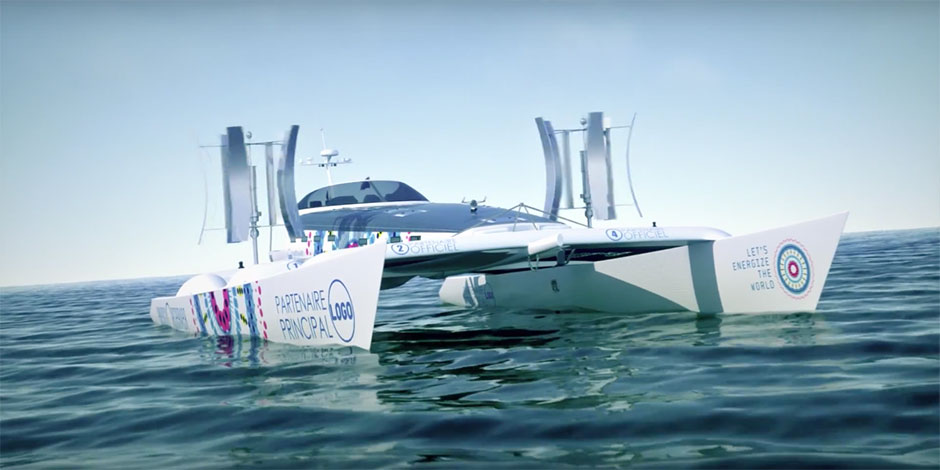 PARTENAIRE
PRINCIPAL
LOGO
2
OFFICIEL
4
OFFICIEL
LET'S
ENERGIZE
THE
WORLD